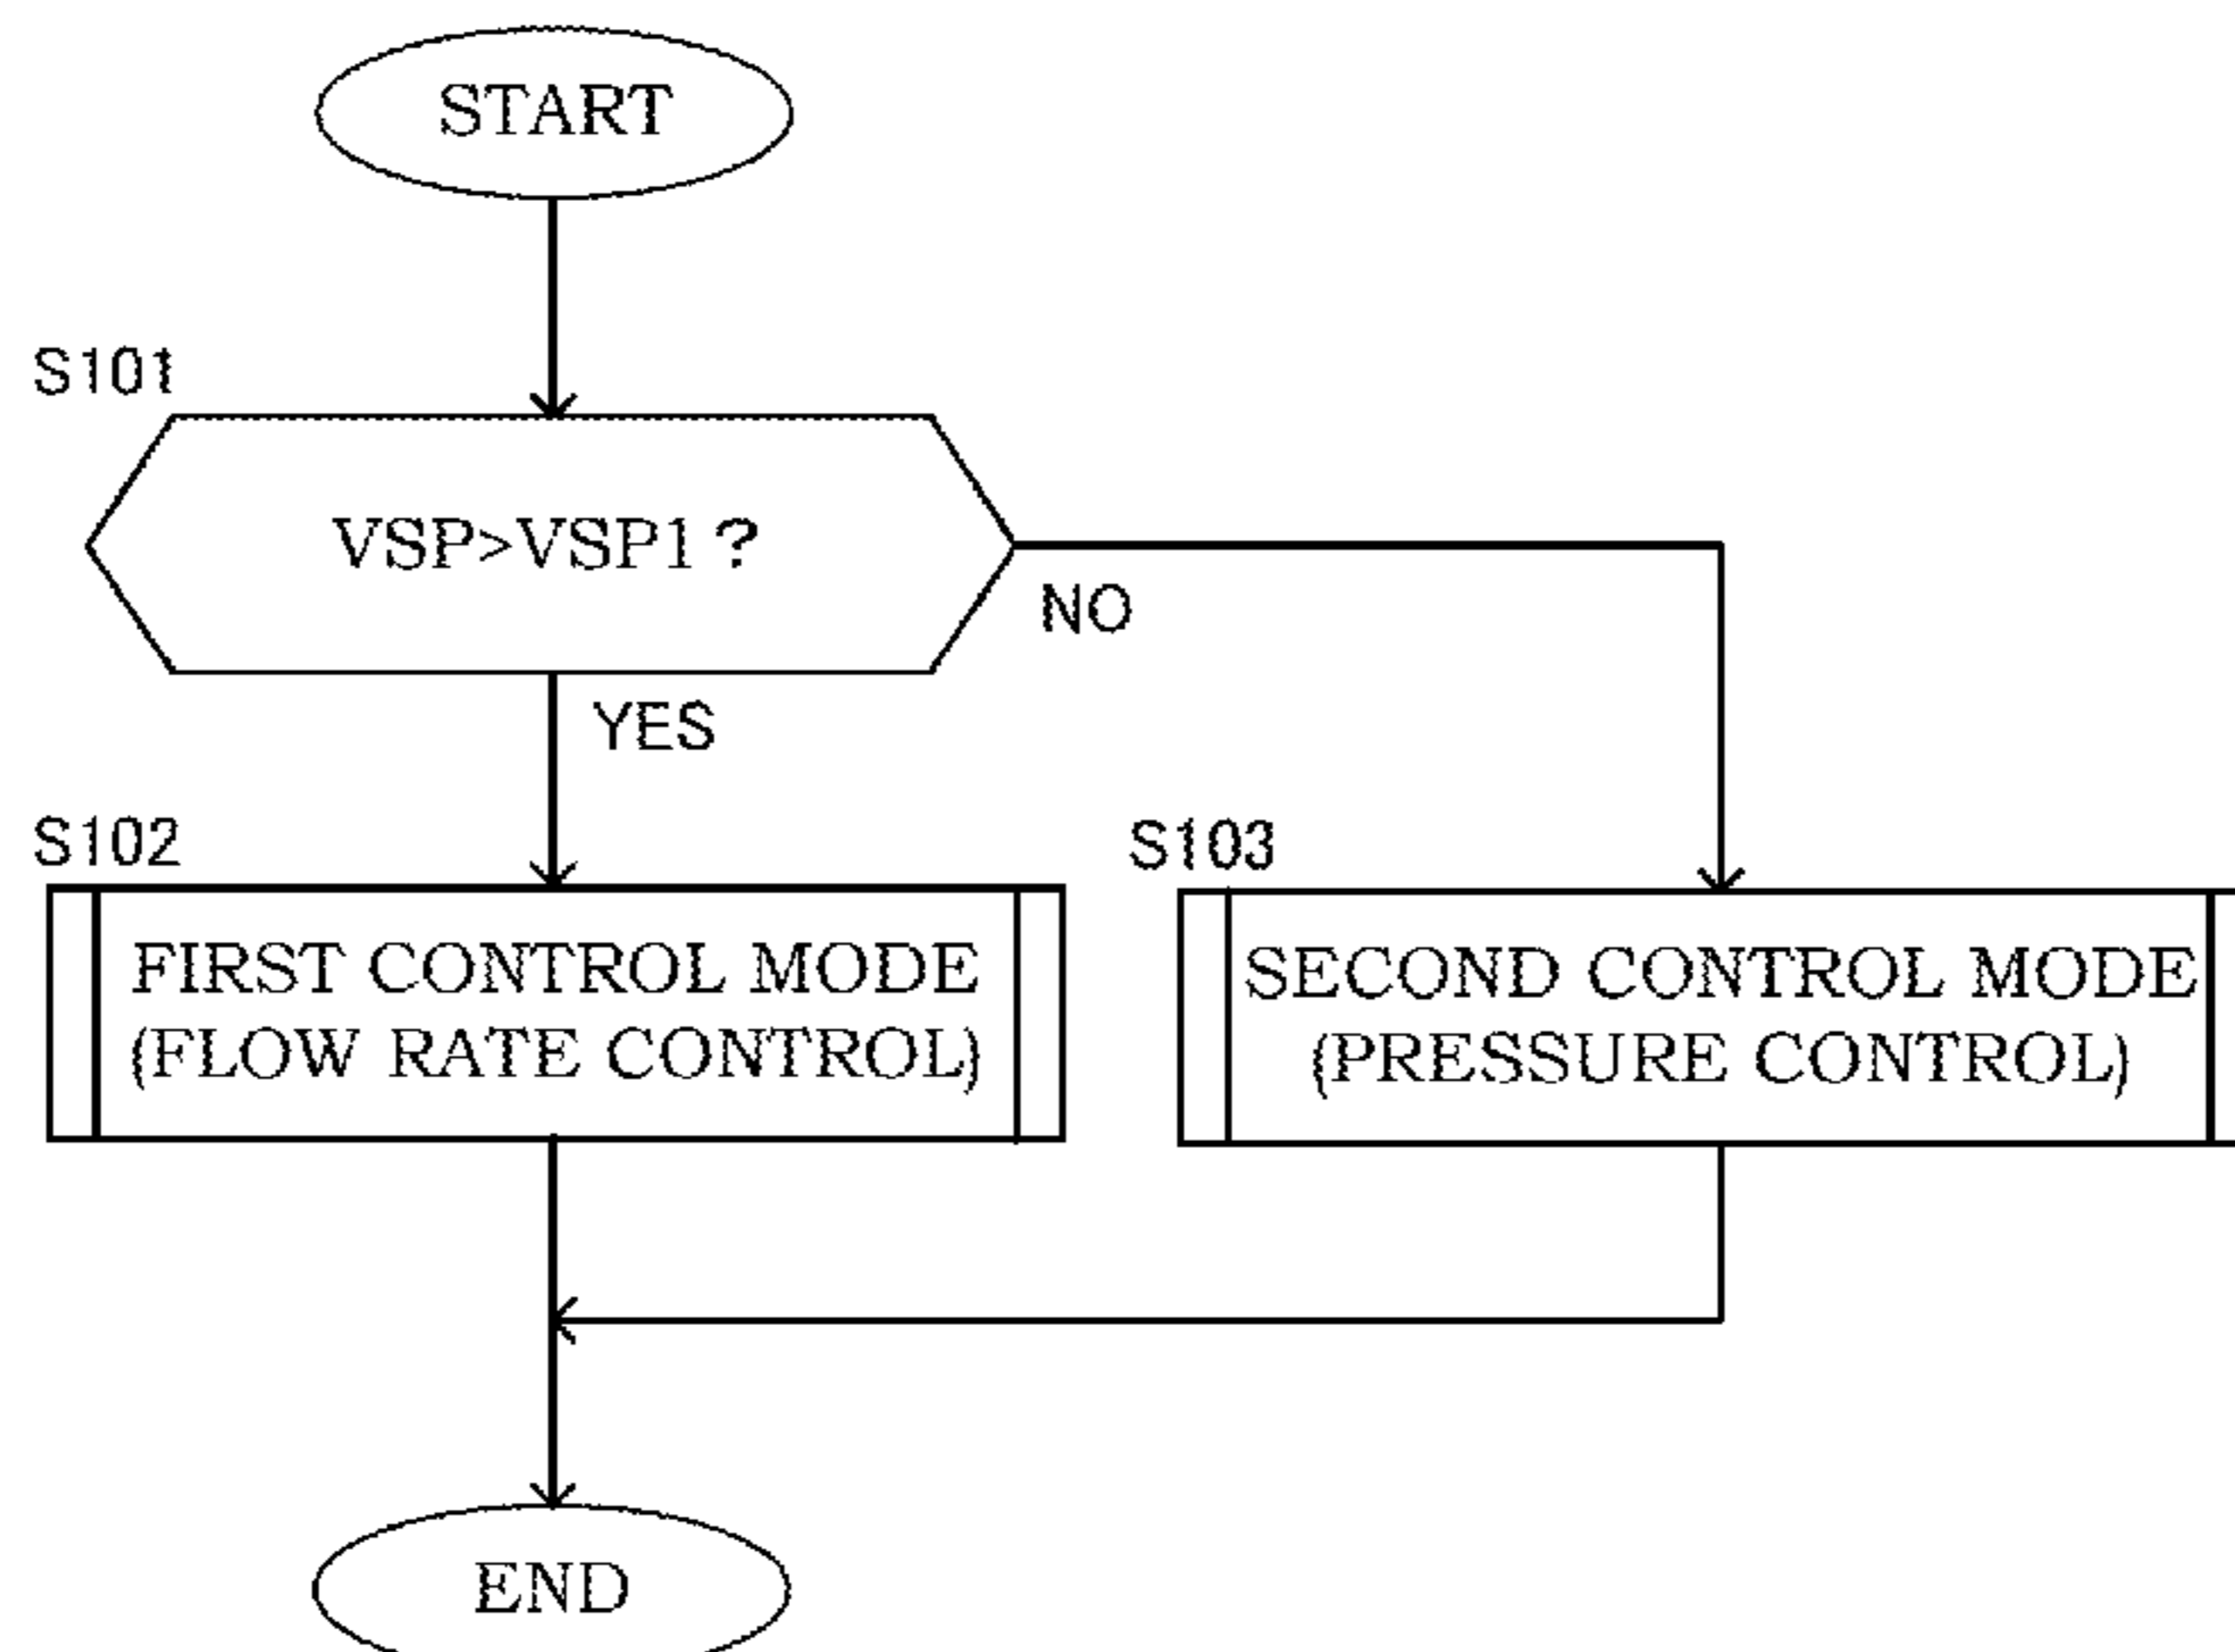 START
S101
VSP>VSP1?
NO
YES
S102
S103
FIRST CONTROL MODE
(FLOW RATE CONTROL)
SECOND CONTROL MODE
(PRESSURE CONTROL)
END